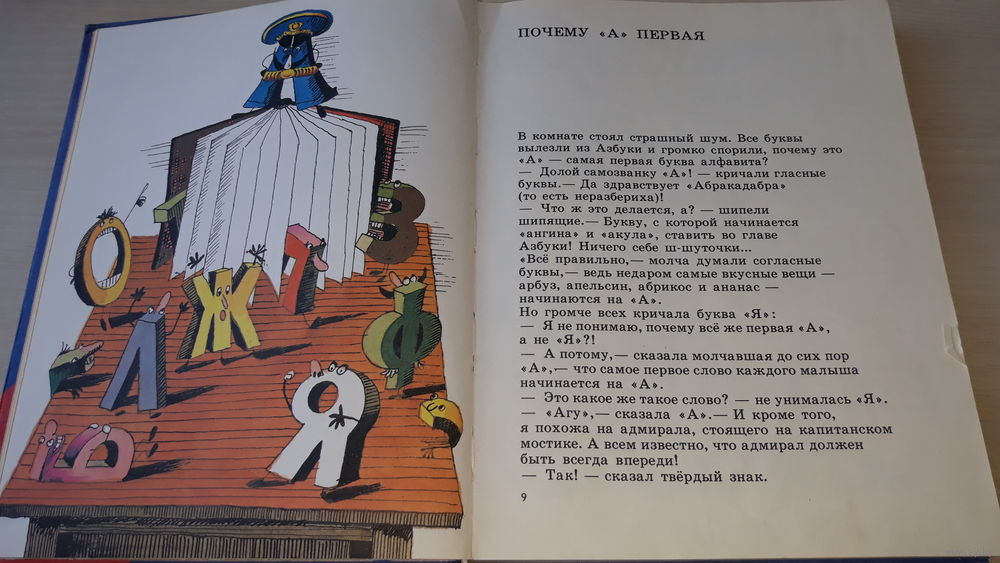 ПОЧЕМУ «А» ПЕРВАЯ
В комнате стоял страшный шум. Все буквы
вылезли из Азбуки и громко спорили, почему это
«А» — самая первая буква алфавита?
— Долой самозванку «А»! — кричали гласные
буквы.— Да здравствует «Абракадабра»
(то есть неразбериха)!
— Что ж это делается, а? — шипели
шипящие.— Букву, с которой начинается
«ангина» и «акула», ставить во главе
Азбуки! Ничего себе ш-шуточки...
«Всё правильно,— молча думали согласные
буквы,— ведь недаром самые вкусные вещи —
арбуз, апельсин, абрикос и ананас —
начинаются на «А».
Но громче всех кричала буква «Я»:
— Я не понимаю, почему всё же первая «А»,
а не «Я»?!
— А потому,— сказала молчавшая до сих пор
«А»,— что самое первое слово каждого малыша
начинается на «А».
— Это какое же такое слово? — не унималась «Я».
— «Агу»,— сказала «А».— И кроме того,
я похожа на адмирала, стоящего на капитанском
мостике. А всем известно, что адмирал должен
быть всегда впереди!
— Так! — сказал твёрдый знак.
9
А
О
В
Ж
Л
Ф
Я